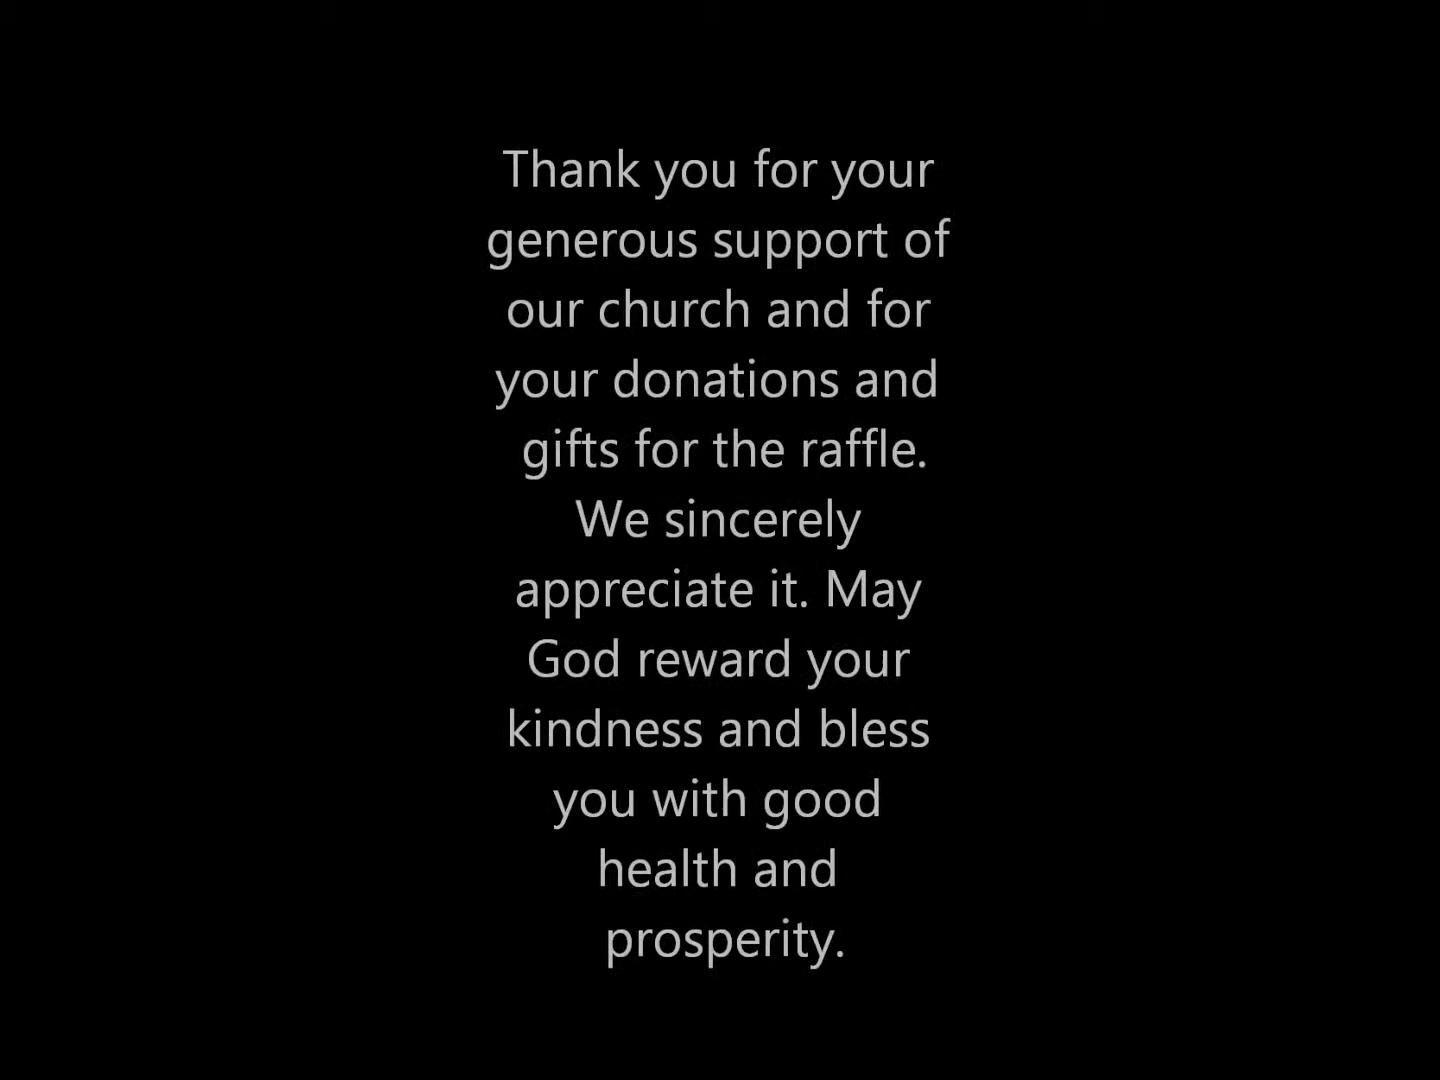 Thank you for your
generous support of
our church and for
your donations and
gifts for the raffle.
We sincerely
appreciate it. May
God reward your
kindness and bless
you with good
health and
prosperity.